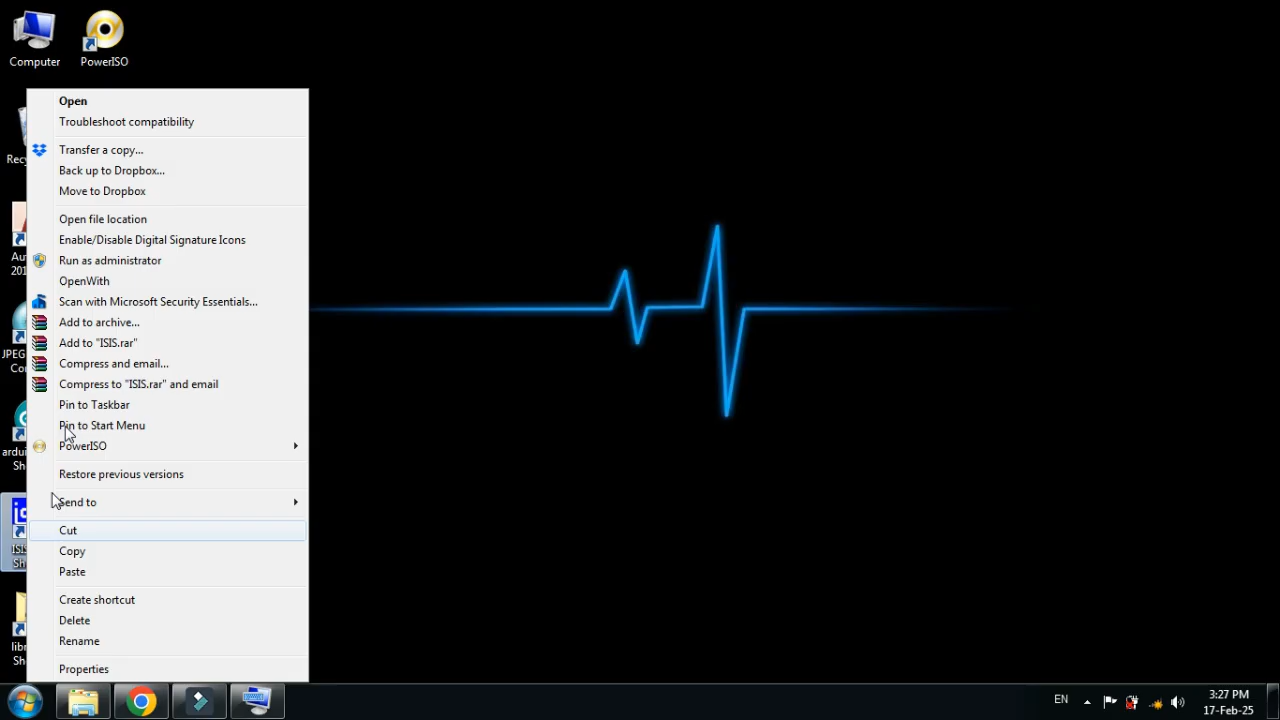 Computer
PowerISO
Open
Troubleshoot compatibility
Transfer a copy...
Back up to Dropbox...
Move to Dropbox
Open file location
Enable/Disable Digital Signature Icons
Run as administrator
OpenWith
Scan with Microsoft Security Essentials...
Add to archive...
Add to "ISIS.rar"
Compress and email...
Compress to "ISIS.rar" and email
Pin to Taskbar
Pin to Start Menu
PowerISO
Restore previous versions
Send to
Cut
Copy
Paste
Create shortcut
Delete
Rename
Properties
EN
3:27 PM
17-Feb-25